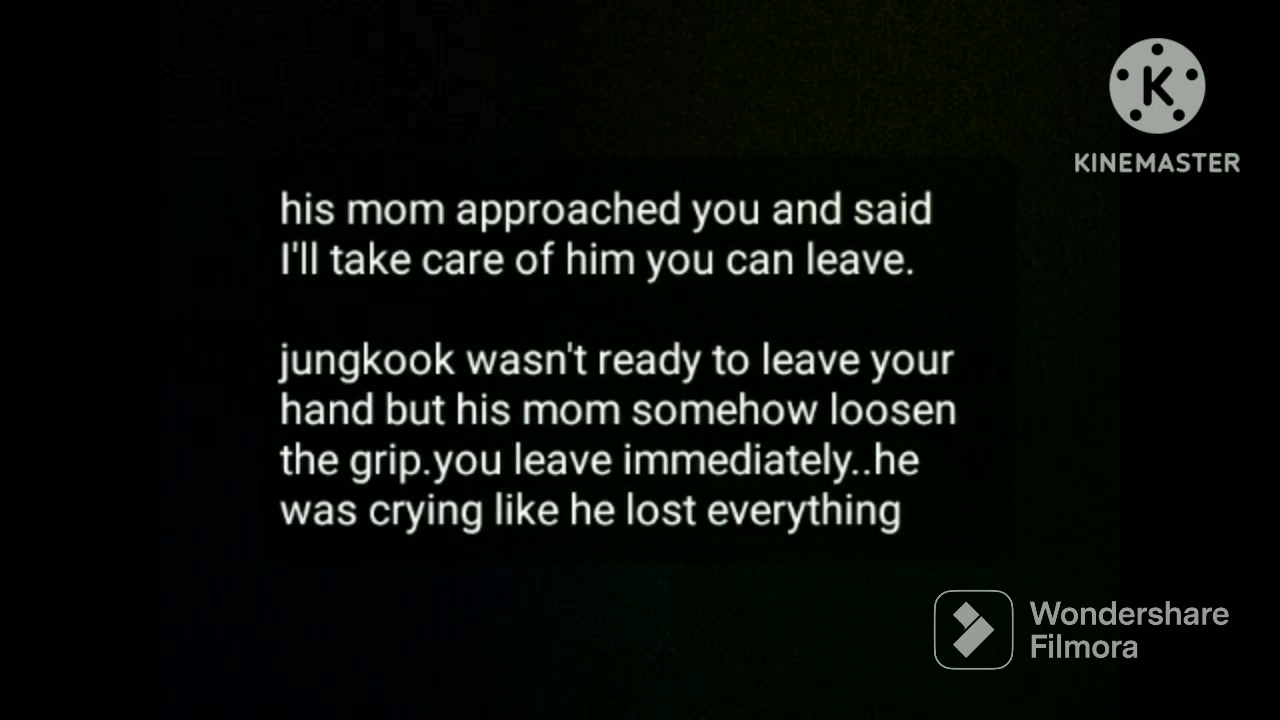 K
KINEMASTER
his mom approached you and said
I'll take care of him you can leave.
jungkook wasn't ready to leave your
hand but his mom somehow loosen
the grip.you leave immediately..he
was crying like he lost everything
Wondershare
Filmora